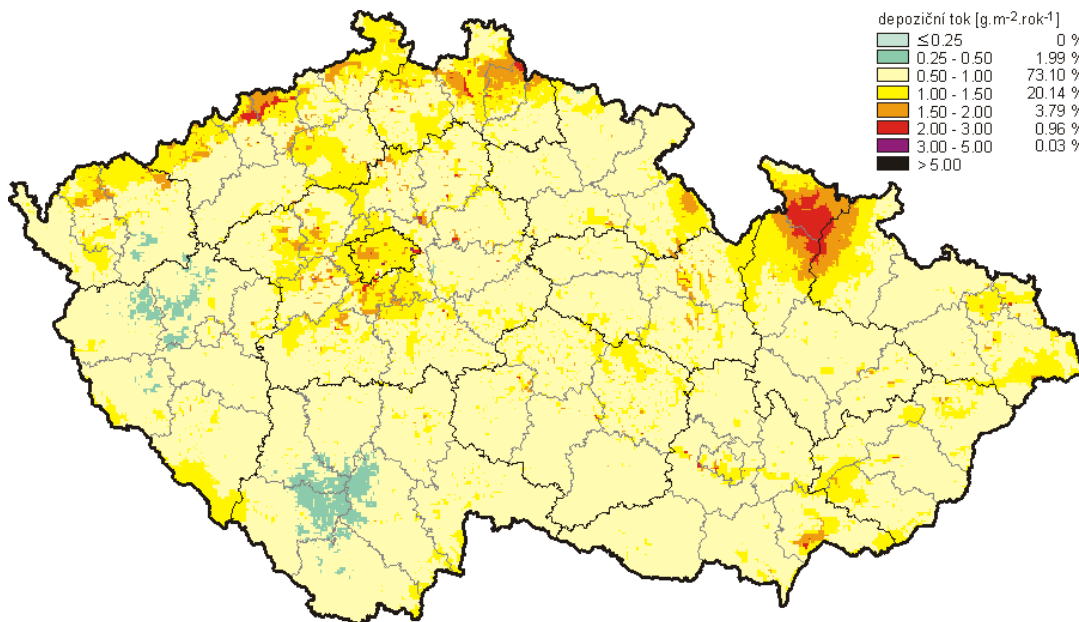 depoziční tok [g.m-2.rok-1]
≤0.25 0 %
0.25 - 0.50 1.99 %
0.50 - 1.00 73.10 %
1.00 - 1.50 20.14 %
1.50 - 2.00 3.79 %
2.00 - 3.00 0.96 %
3.00 - 5.00 0.03 %
> 5.00